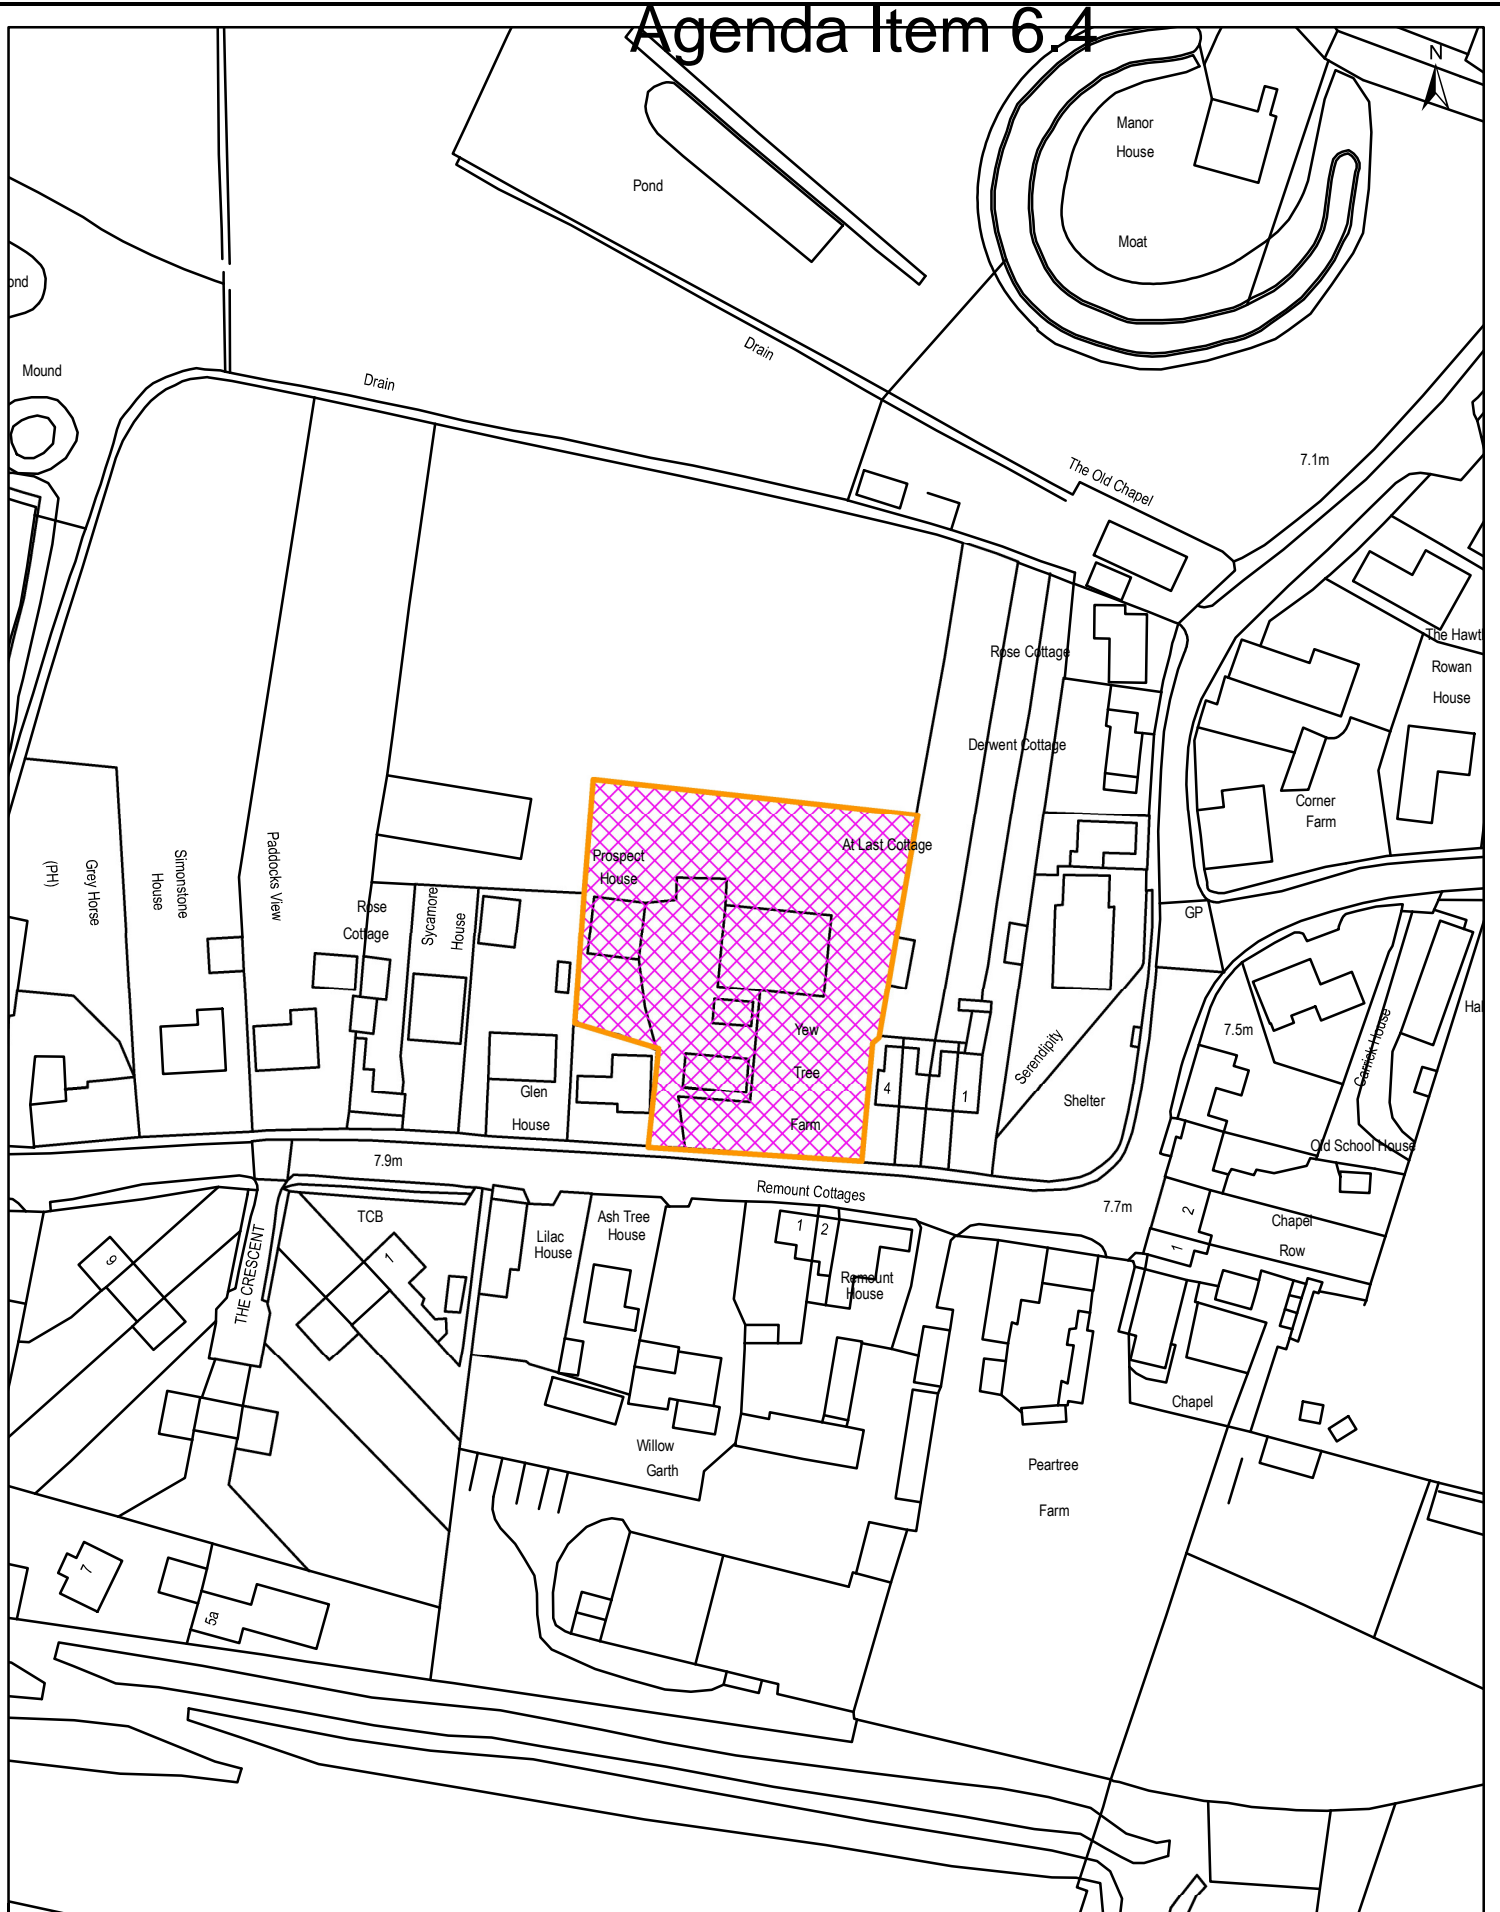 Agenda Item 6.4
N
Manor
House
Pond
Moat
ond
Drain
Mound
Drain
The Old Chapel
7.1m
The Hawt
Rose Cottage
Rowan
House
Derwent Cottage
Corner
Farm
At Last Cottage
Prospect
House
Paddocks View
Simonstone
House
Grey Horse
(PH)
Rose
Cottage
Sycamore
House
GP
Hal
Yew
Tree
Farm
7.5m
Carrick House
Serendipity
4
1
Shelter
Glen
House
Old School House
7.9m
Remount Cottages
7.7m
TCB
Ash Tree
House
Lilac
House
1
2
2
1
Chapel
Row
THE CRESCENT
9
1
Remount
House
Chapel
Willow
Garth
Peartree
Farm
7
5a